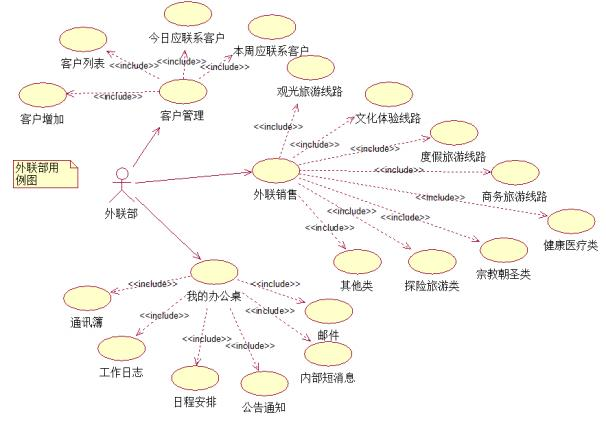 今日应联系客户
客户列表
本周应联系客户
<<include>>
<<include>>
<<include>>
<<include>>
客户增加
客户管理
观光旅游线路
文化体验线路
<<include>>
<<include>>
<<include>>
度假旅游线路
<<include>>
商务旅游线路
<<include>>
外联部用
例图
外联销售
外联部
<<include>>
<<include>>
<<include>>
<<include>>
健康医疗类
宗教朝圣类
其他类
探险旅游类
我的办公桌
<<include>>
<<include>>
<<include>>
<<include>>
<<include>>
<<include>>
通讯簿
邮件
工作日志
内部短消息
日程安排
公告通知